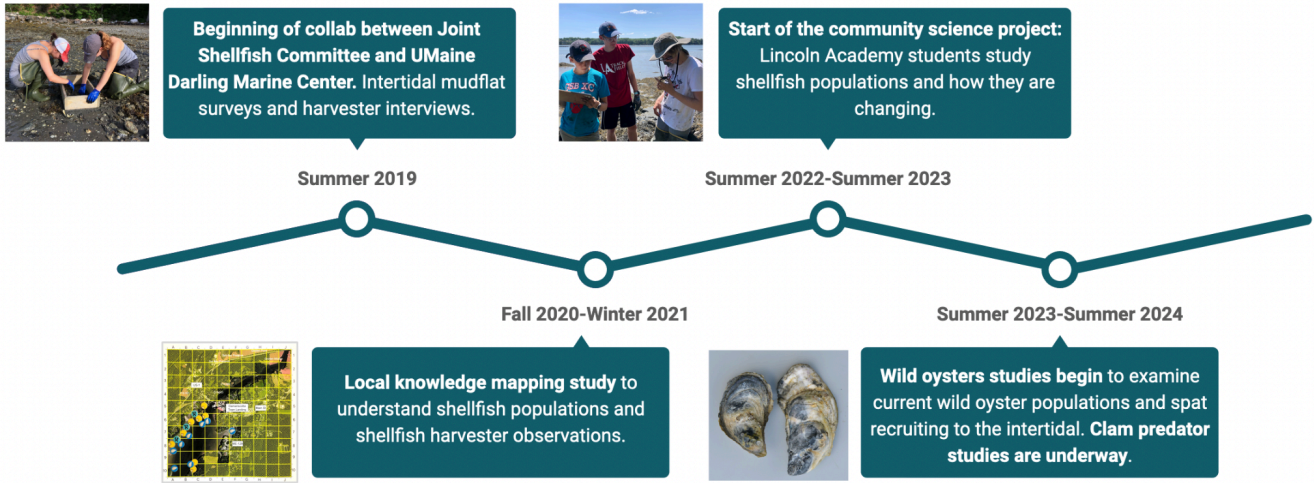 Beginning of collab between Joint
Shellfish Committee and UMaine
Darling Marine Center. Intertidal mudflat
surveys and harvester interviews.
Summer 2019
Start of the community science project:
Lincoln Academy students study
shellfish populations and how they are
changing.
Summer 2022-Summer 2023
Fall 2020-Winter 2021
Local knowledge mapping study to
understand shellfish populations and
shellfish harvester observations.
Summer 2023-Summer 2024
Wild oysters studies begin to examine
current wild oyster populations and spat
recruiting to the intertidal. Clam predator
studies are underway.